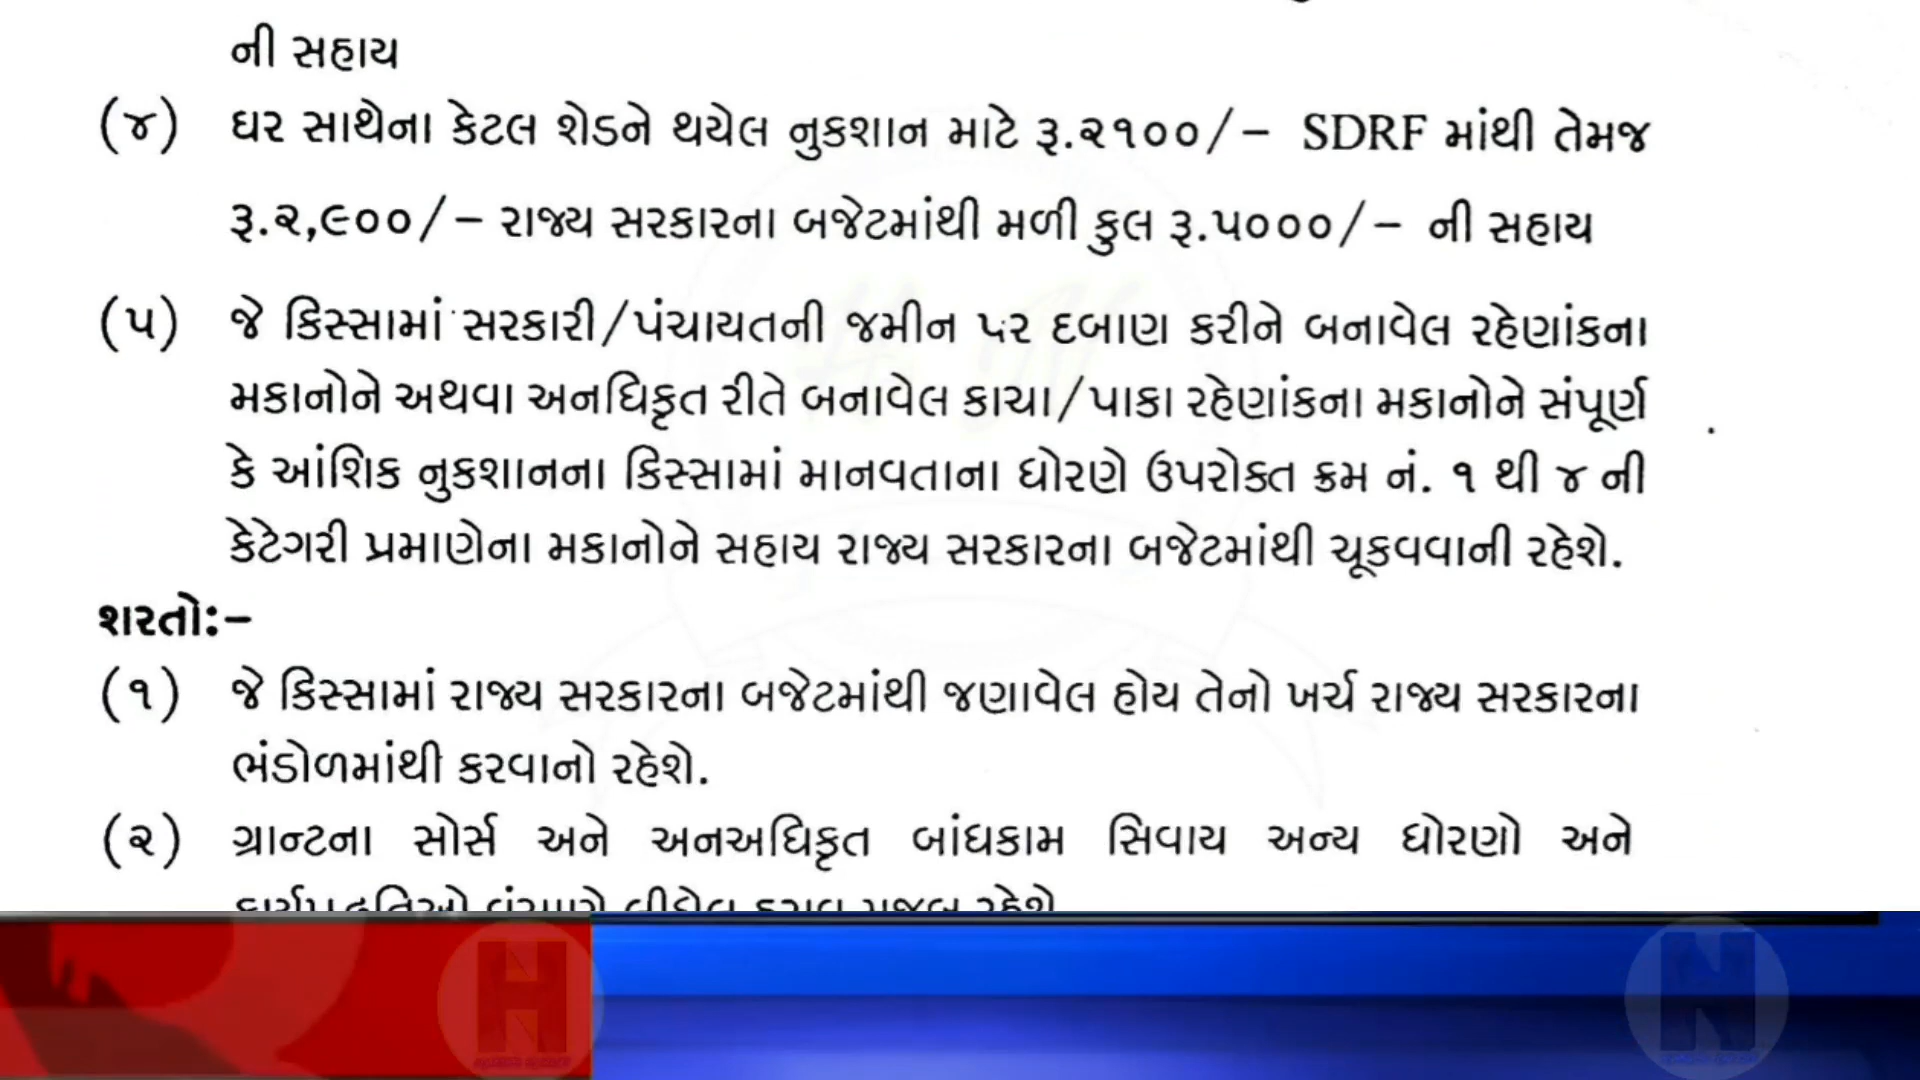 ની સહાય
(૪) ઘર સાથેના કેટલ શેડને થયેલ નુકશાન માટે રૂ.૨૧૦૦/– SDRF માંથી તેમજ
રૂ.૨,૯૦૦/– રાજ્ય સરકારના બજેટમાંથી મળી કુલ રૂ.૫૦૦૦/– ની સહાય
(૫) જે કિસ્સામાં સરકારી/પંચાયતની જમીન પર દબાણ કરીને બનાવેલ રહેણાંકના
મકાનોને અથવા અનધિકૃત રીતે બનાવેલ કાચા/પાકા રહેણાંકના મકાનોને સંપૂર્ણ
કે આંશિક નુકશાનના કિસ્સામાં માનવતાના ધોરણે ઉપરોક્ત ક્રમ નં. ૧ થી ૪ ની
કેટેગરી પ્રમાણેના મકાનોને સહાય રાજ્ય સરકારના બજેટમાંથી ચૂકવવાની રહેશે.
શરતો:–
(૧) જે કિસ્સામાં રાજ્ય સરકારના બજેટમાંથી જણાવેલ હોય તેનો ખર્ચ રાજ્ય સરકારના
ભંડોળમાંથી કરવાનો રહેશે.
(૨) ગ્રાન્ટના સોર્સ અને અનઅધિકૃત બાંધકામ સિવાય અન્ય ધોરણો અને